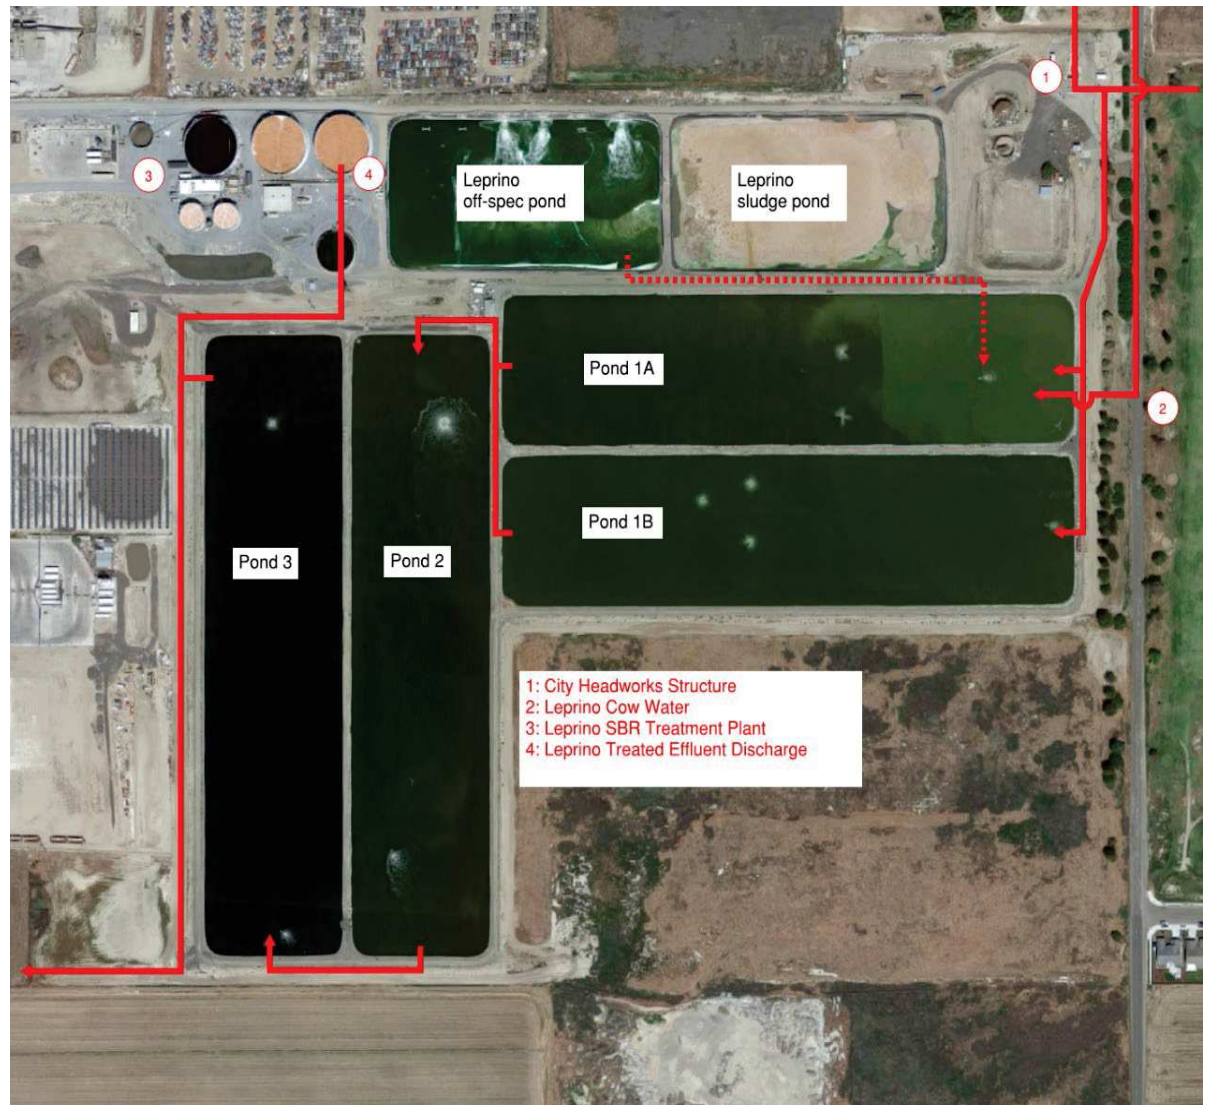 1
3
4
Leprino
off-spec pond
Leprino
sludge pond
Pond 1A
2
Pond 1B
Pond 3
Pond 2
1: City Headworks Structure
2: Leprino Cow Water
3: Leprino SBR Treatment Plant
4: Leprino Treated Effluent Discharge